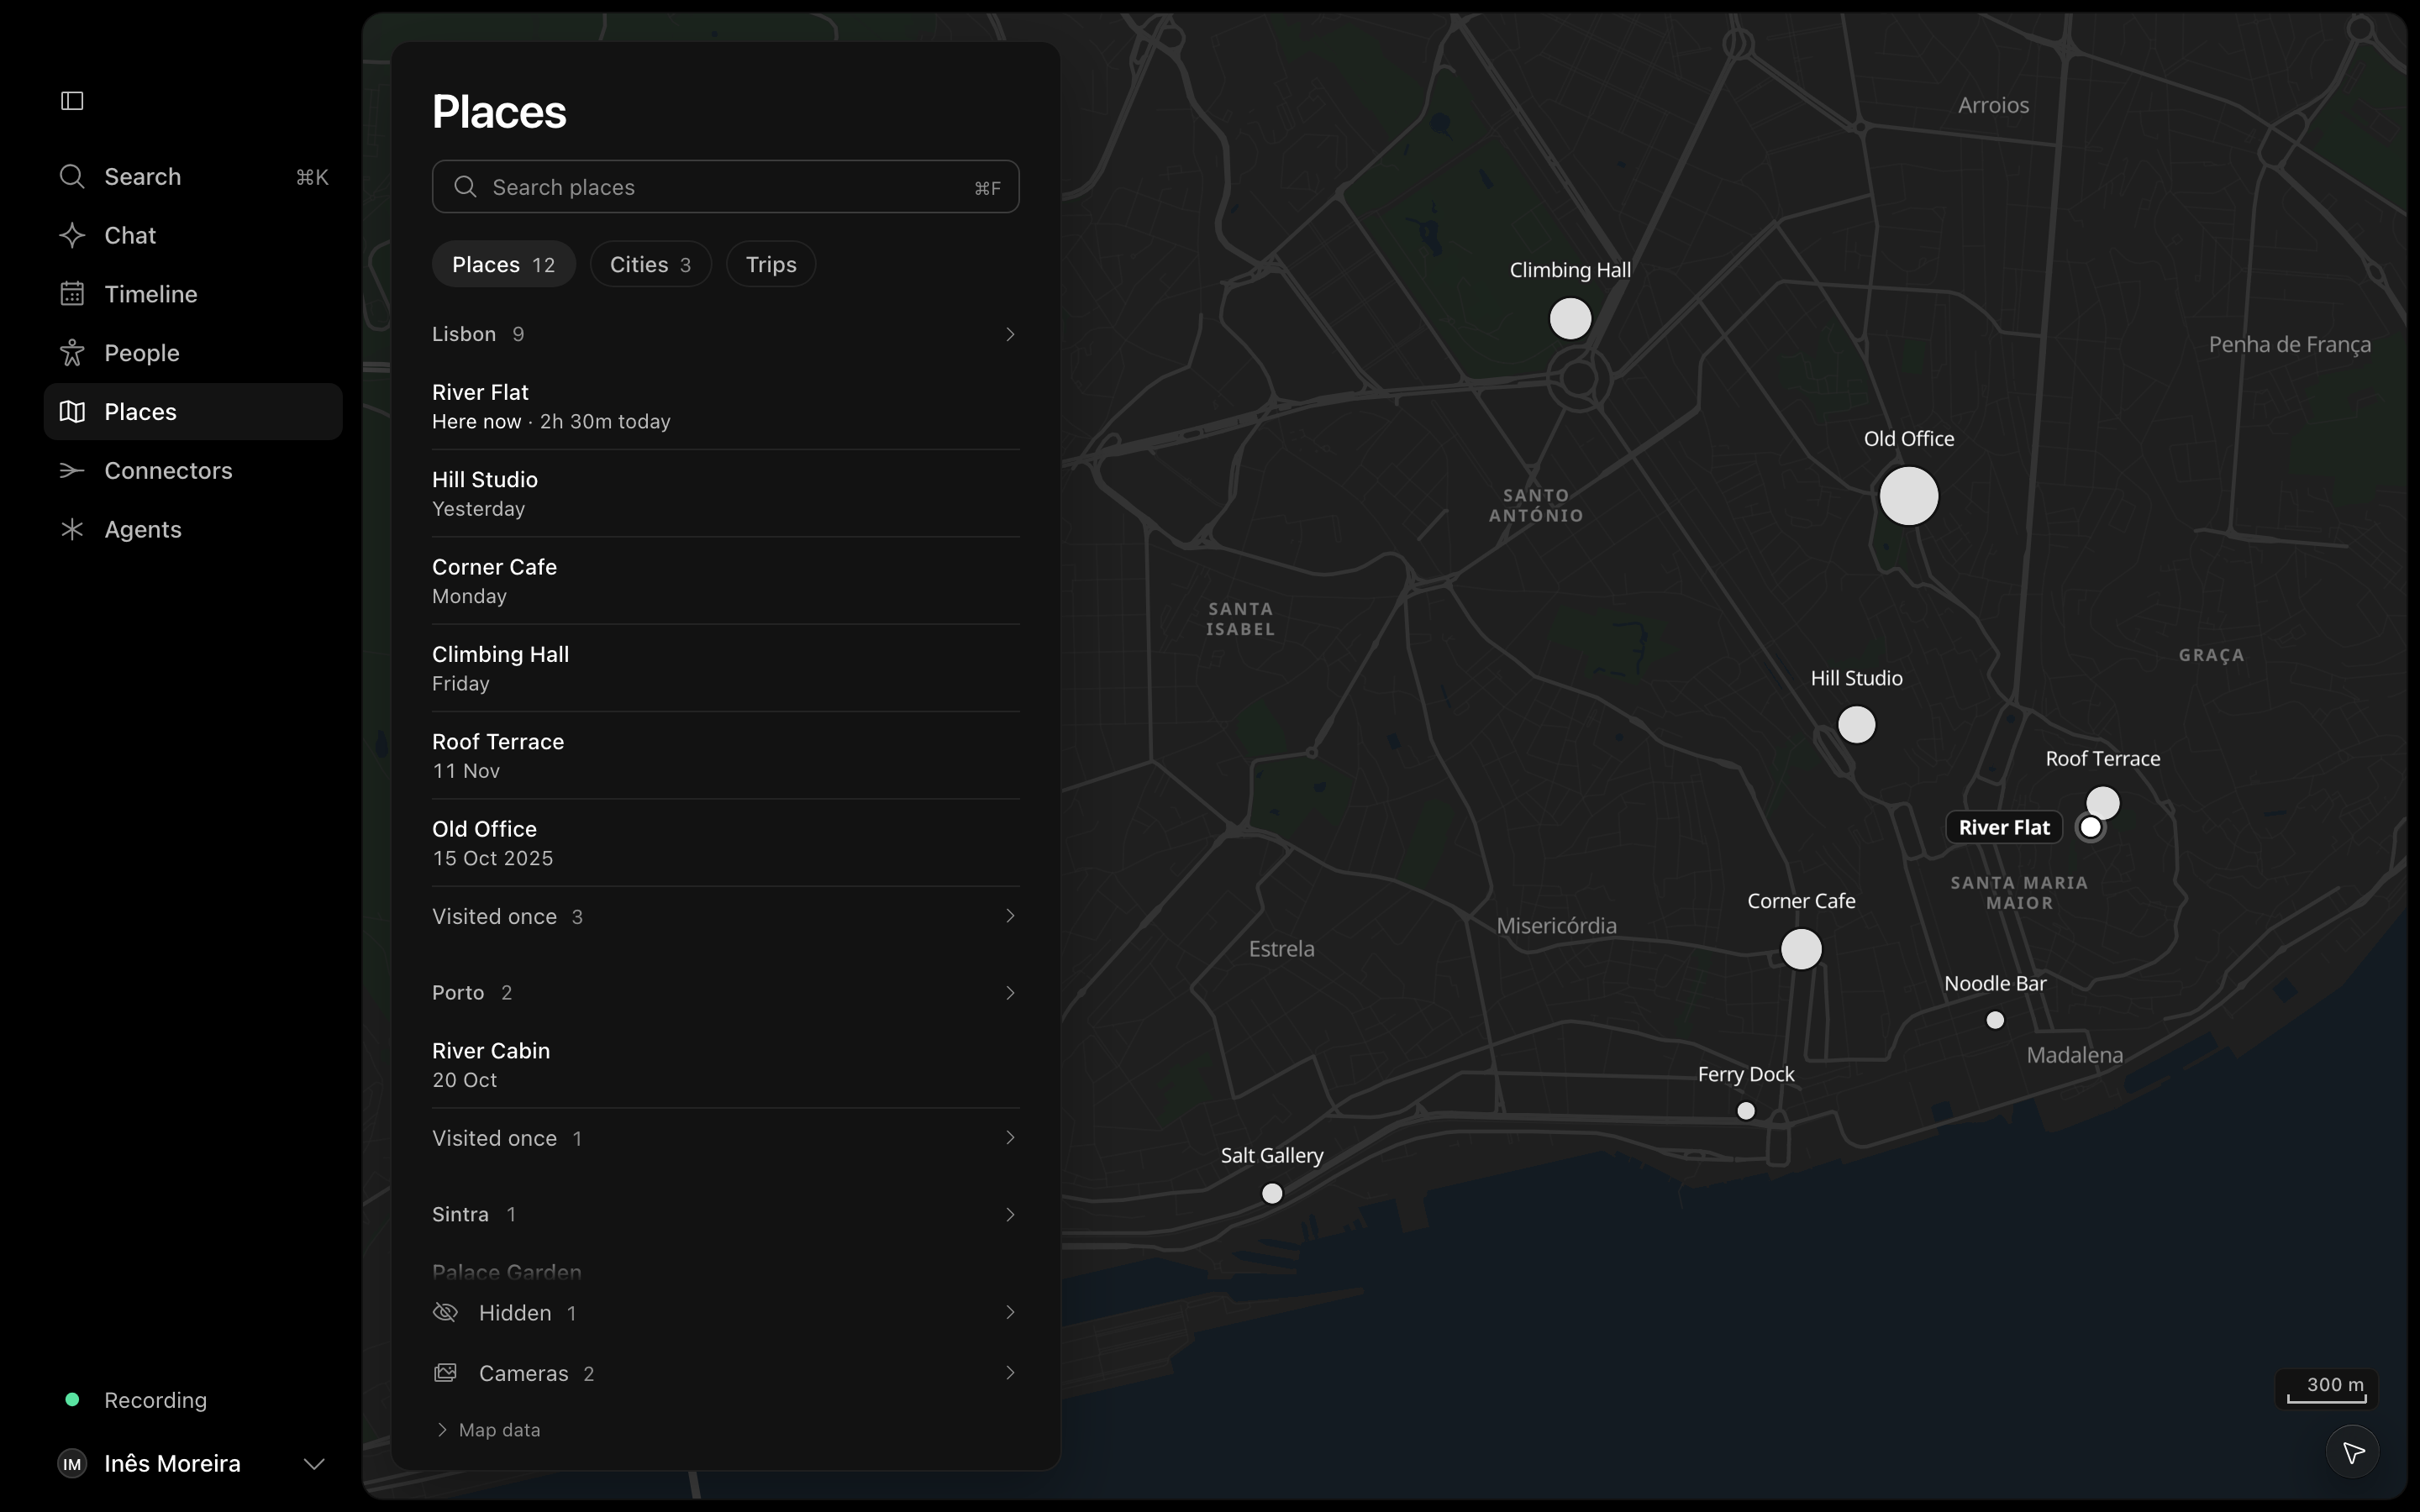 Search ⌘K
Chat
Timeline
People
Places
Connectors
Agents
Recording
IM Inês Moreira
Places
Search places ⌘F
Places 12 Cities 3 Trips
Lisbon 9
River Flat
Here now · 2h 30m today
Hill Studio
Yesterday
Corner Cafe
Monday
Climbing Hall
Friday
Roof Terrace
11 Nov
Old Office
15 Oct 2025
Visited once 3
Porto 2
River Cabin
20 Oct
Visited once 1
Sintra 1
Palace Garden
Hidden 1
Cameras 2
Map data
Arroios
Climbing Hall
Penha de França
Old Office
SANTO
ANTÓNIO
SANTA
ISABEL
GRAÇA
Hill Studio
Roof Terrace
River Flat
SANTA MARIA
MAIOR
Corner Cafe
Misericórdia
Estrela
Noodle Bar
Madalena
Ferry Dock
Salt Gallery
300 m